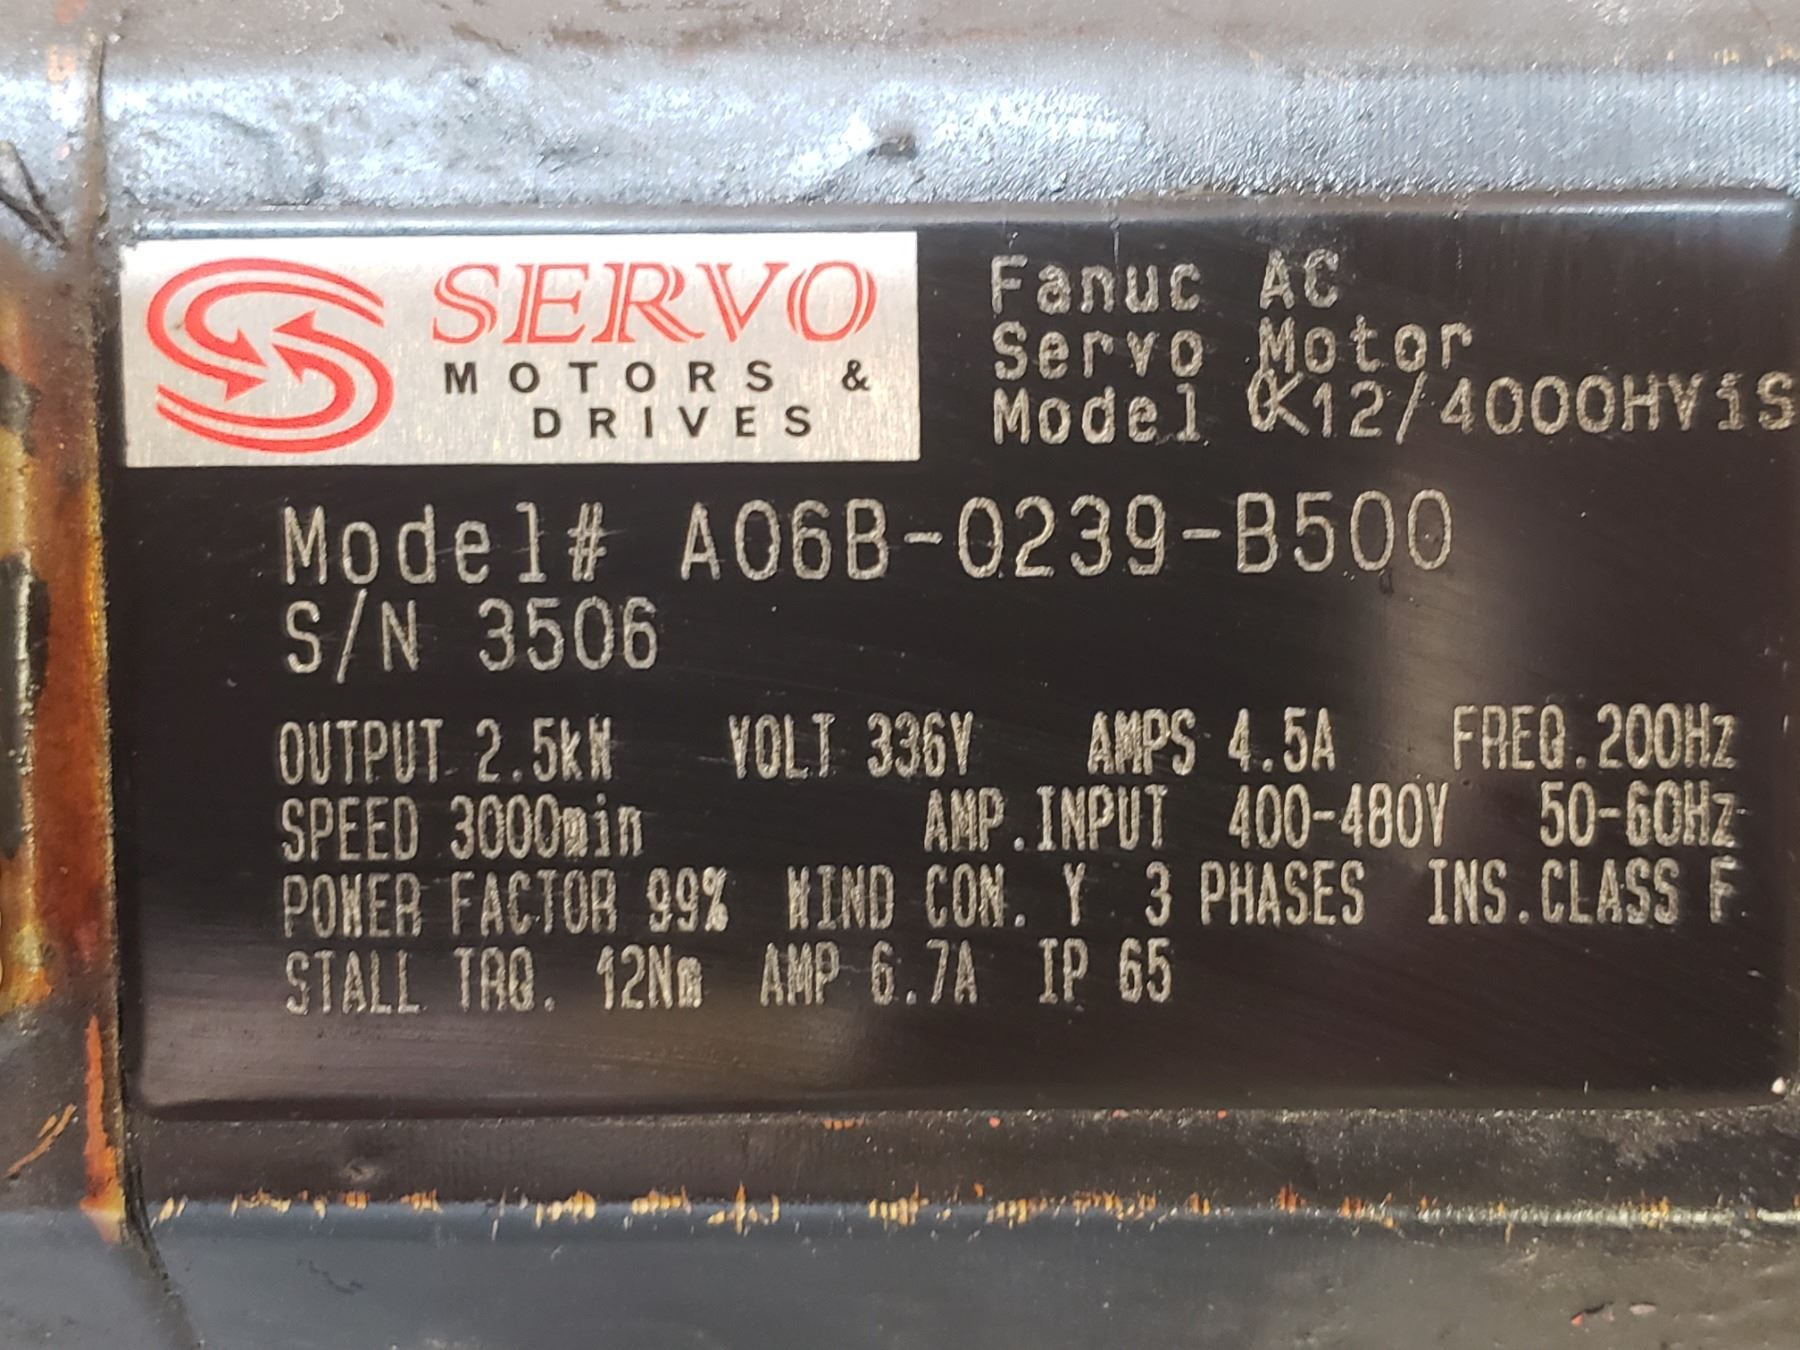 SERVO
MOTORS &
DRIVES
Fanuc AC
Servo Motor
Model α12/4000HViS
Model# A06B-0239-B500
S/N 3506
OUTPUT 2.5kW VOLT 336V AMPS 4.5A FREQ.200Hz
SPEED 3000min AMP.INPUT 400-480V 50-60Hz
POWER FACTOR 99% WIND CON. Y 3 PHASES INS.CLASS F
STALL TRQ. 12Nm AMP 6.7A IP 65